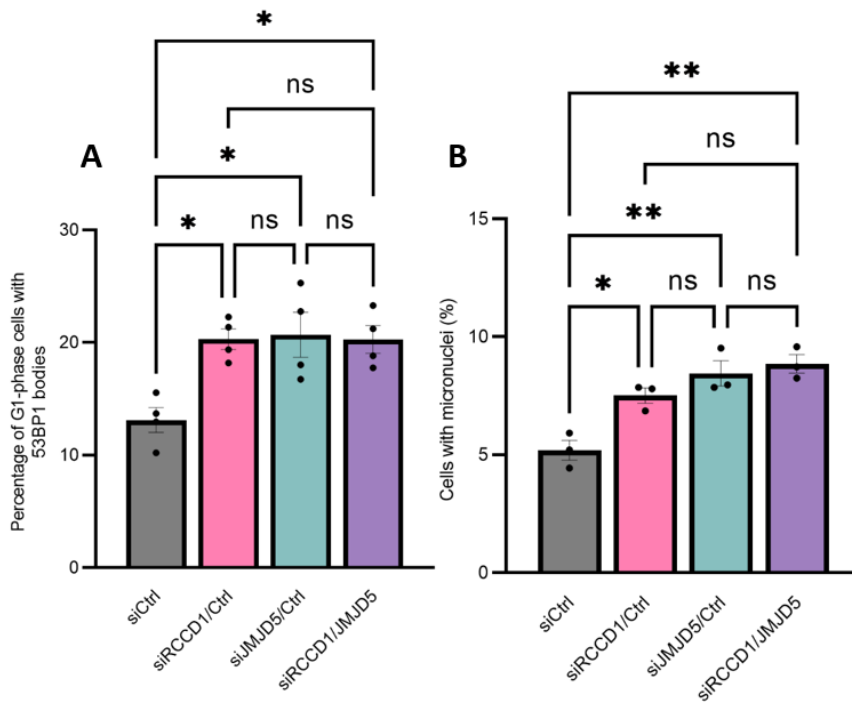 A
*
ns
*
*
ns
ns
30
20
10
0
Percentage of G1-phase cells with
53BP1 bodies
siCtrl
siRCCD1/Ctrl
siJMJD5/Ctrl
siRCCD1/JMJD5
B
**
ns
**
*
ns
ns
15
10
5
0
Cells with micronuclei (%)
siCtrl
siRCCD1/Ctrl
siJMJD5/Ctrl
siRCCD1/JMJD5